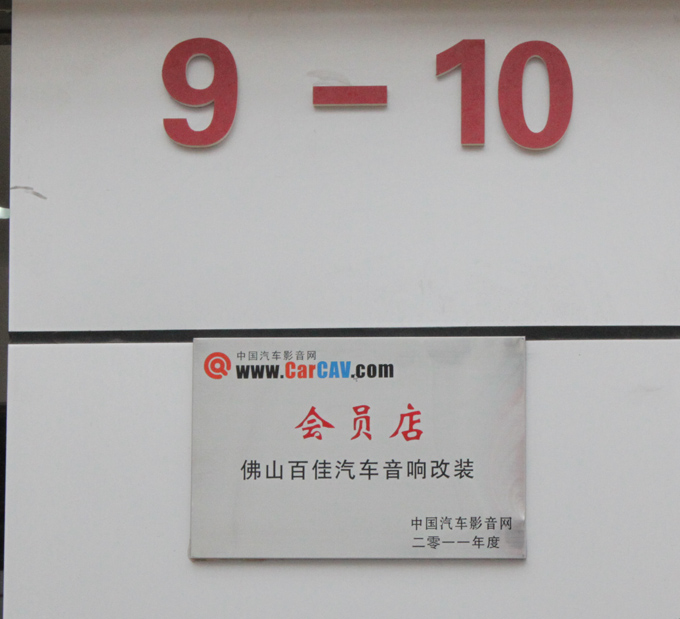 9 - 10
中国汽车影音网
www.CarCAV.com
会员店
佛山百佳汽车音响改装
中国汽车影音网
二零一一年度